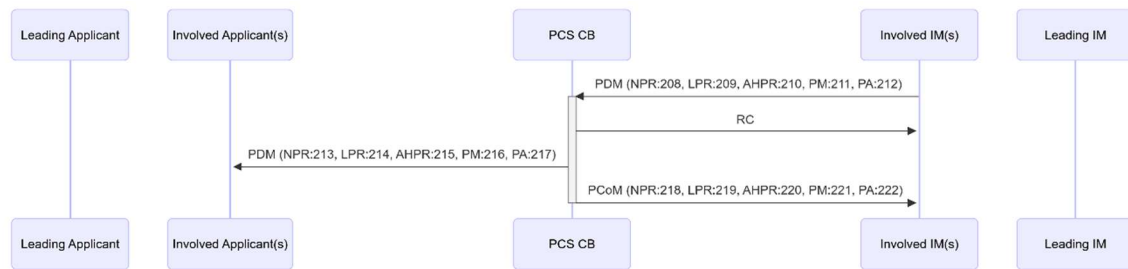 Leading Applicant
Involved Applicant(s)
PCS CB
Involved IM(s)
Leading IM
PDM (NPR:208, LPR:209, AHPR:210, PM:211, PA:212)
RC
PDM (NPR:213, LPR:214, AHPR:215, PM:216, PA:217)
PCoM (NPR:218, LPR:219, AHPR:220, PM:221, PA:222)
Leading Applicant
Involved Applicant(s)
PCS CB
Involved IM(s)
Leading IM